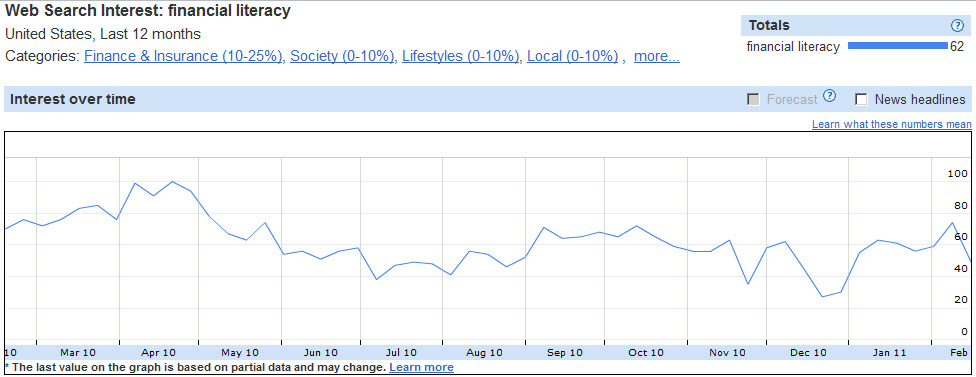 Web Search Interest: financial literacy
United States, Last 12 months
Categories: Finance & Insurance (10-25%), Society (0-10%), Lifestyles (0-10%), Local (0-10%) , more...
Totals ?
financial literacy 62
Interest over time
Forecast ? News headlines
Learn what these numbers mean
100
80
60
40
20
0
10 Mar 10 Apr 10 May 10 Jun 10 Jul 10 Aug 10 Sep 10 Oct 10 Nov 10 Dec 10 Jan 11 Feb
* The last value on the graph is based on partial data and may change. Learn more